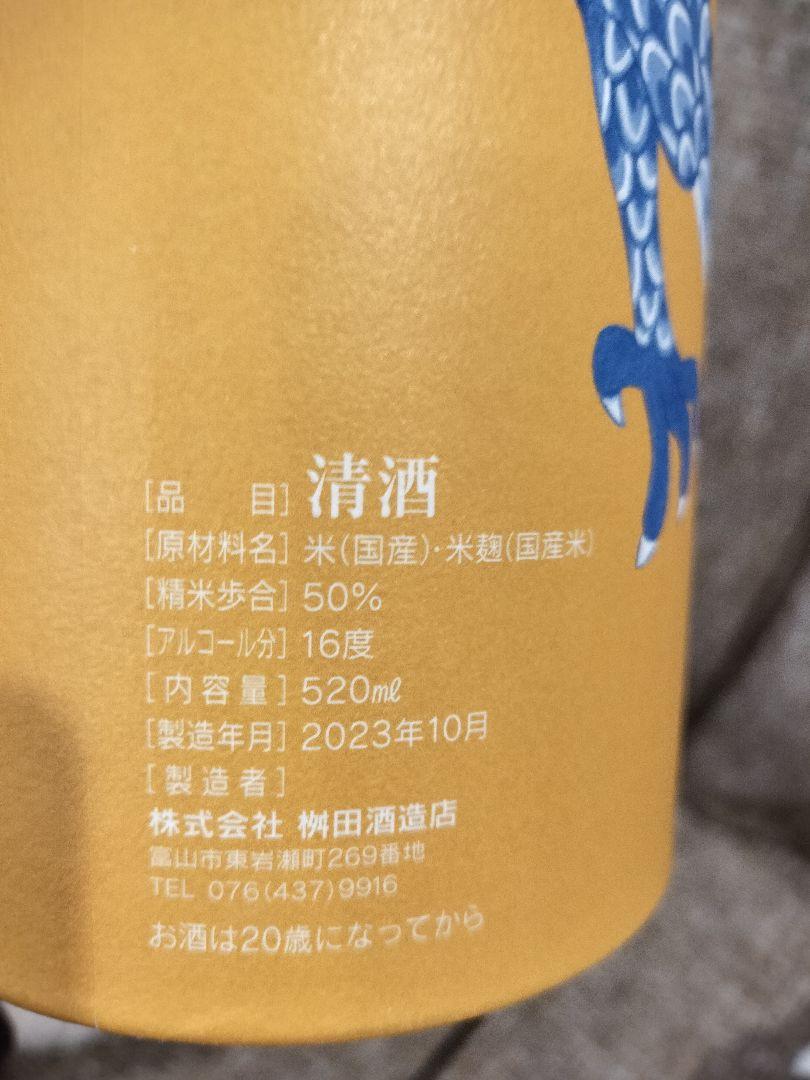 [品　　目] 清酒
[原材料名] 米(国産)・米麹(国産米)
[精米歩合] 50%
[アルコール分] 16度
[内容量] 520㎖
[製造年月] 2023年10月
[製造者]
株式会社 桝田酒造店
富山市東岩瀬町269番地
TEL 076(437)9916
お酒は20歳になってから